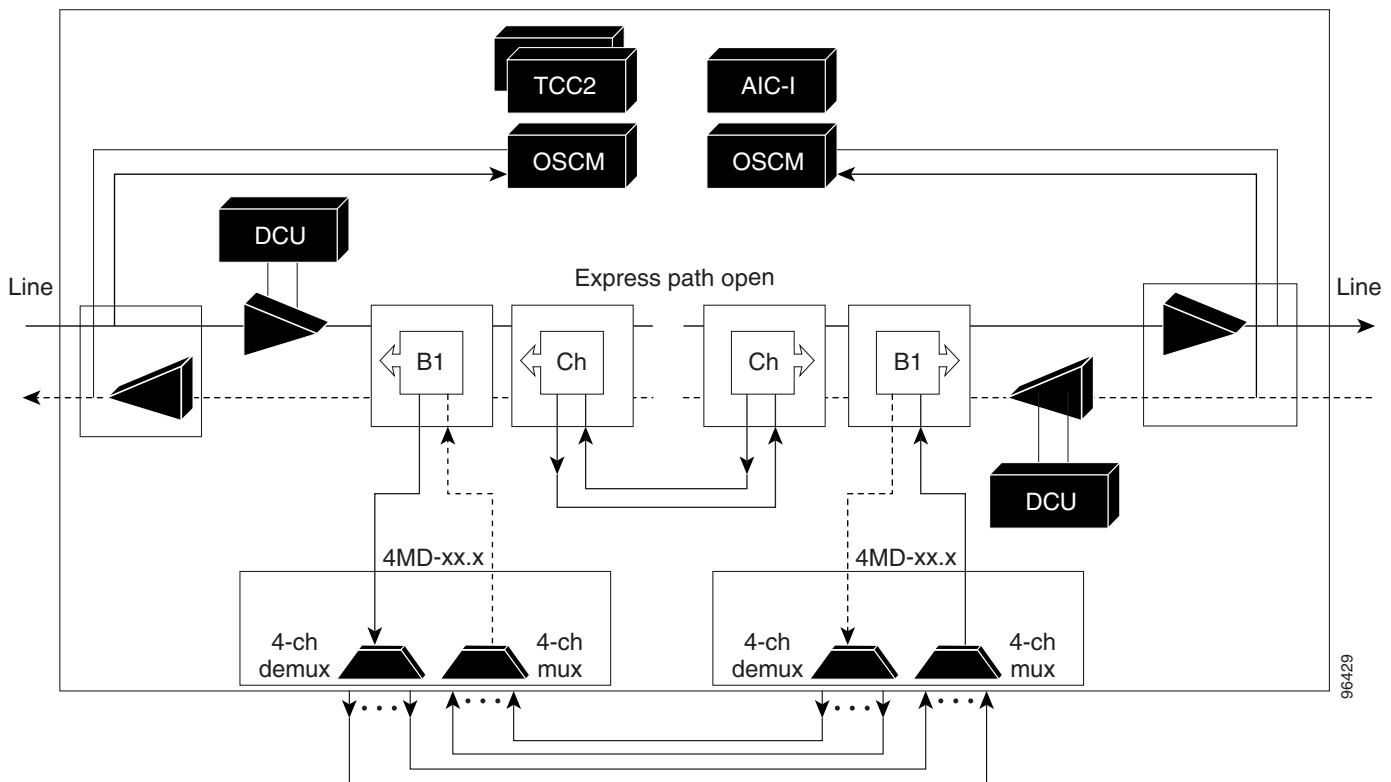 TCC2
AIC-I
OSCM
OSCM
DCU
Line
Express path open
Line
B1
Ch
Ch
B1
DCU
4MD-xx.x
4MD-xx.x
4-ch
demux
4-ch
mux
4-ch
demux
4-ch
mux
96429